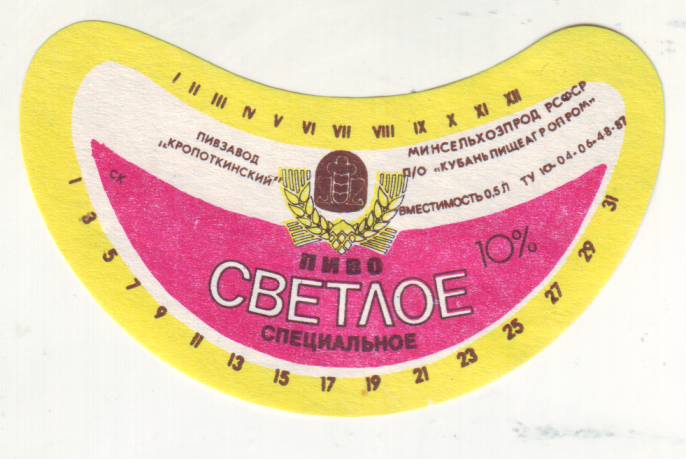 I II III IV V VI VII VIII IX X XI XII
ПИВЗАВОД
„КРОПОТКИНСКИЙ"
МИНСЕЛЬХОЗПРОД РСФСР
П/О „КУБАНЬПИЩЕАГРОПРОМ"
ВМЕСТИМОСТЬ 0,5 Л ТУ Ю-04-06-48-87
СК
ПИВО
10%
СВЕТЛОЕ
СПЕЦИАЛЬНОЕ
1 3 5 7 9 11 13 15 17 19 21 23 25 27 29 31